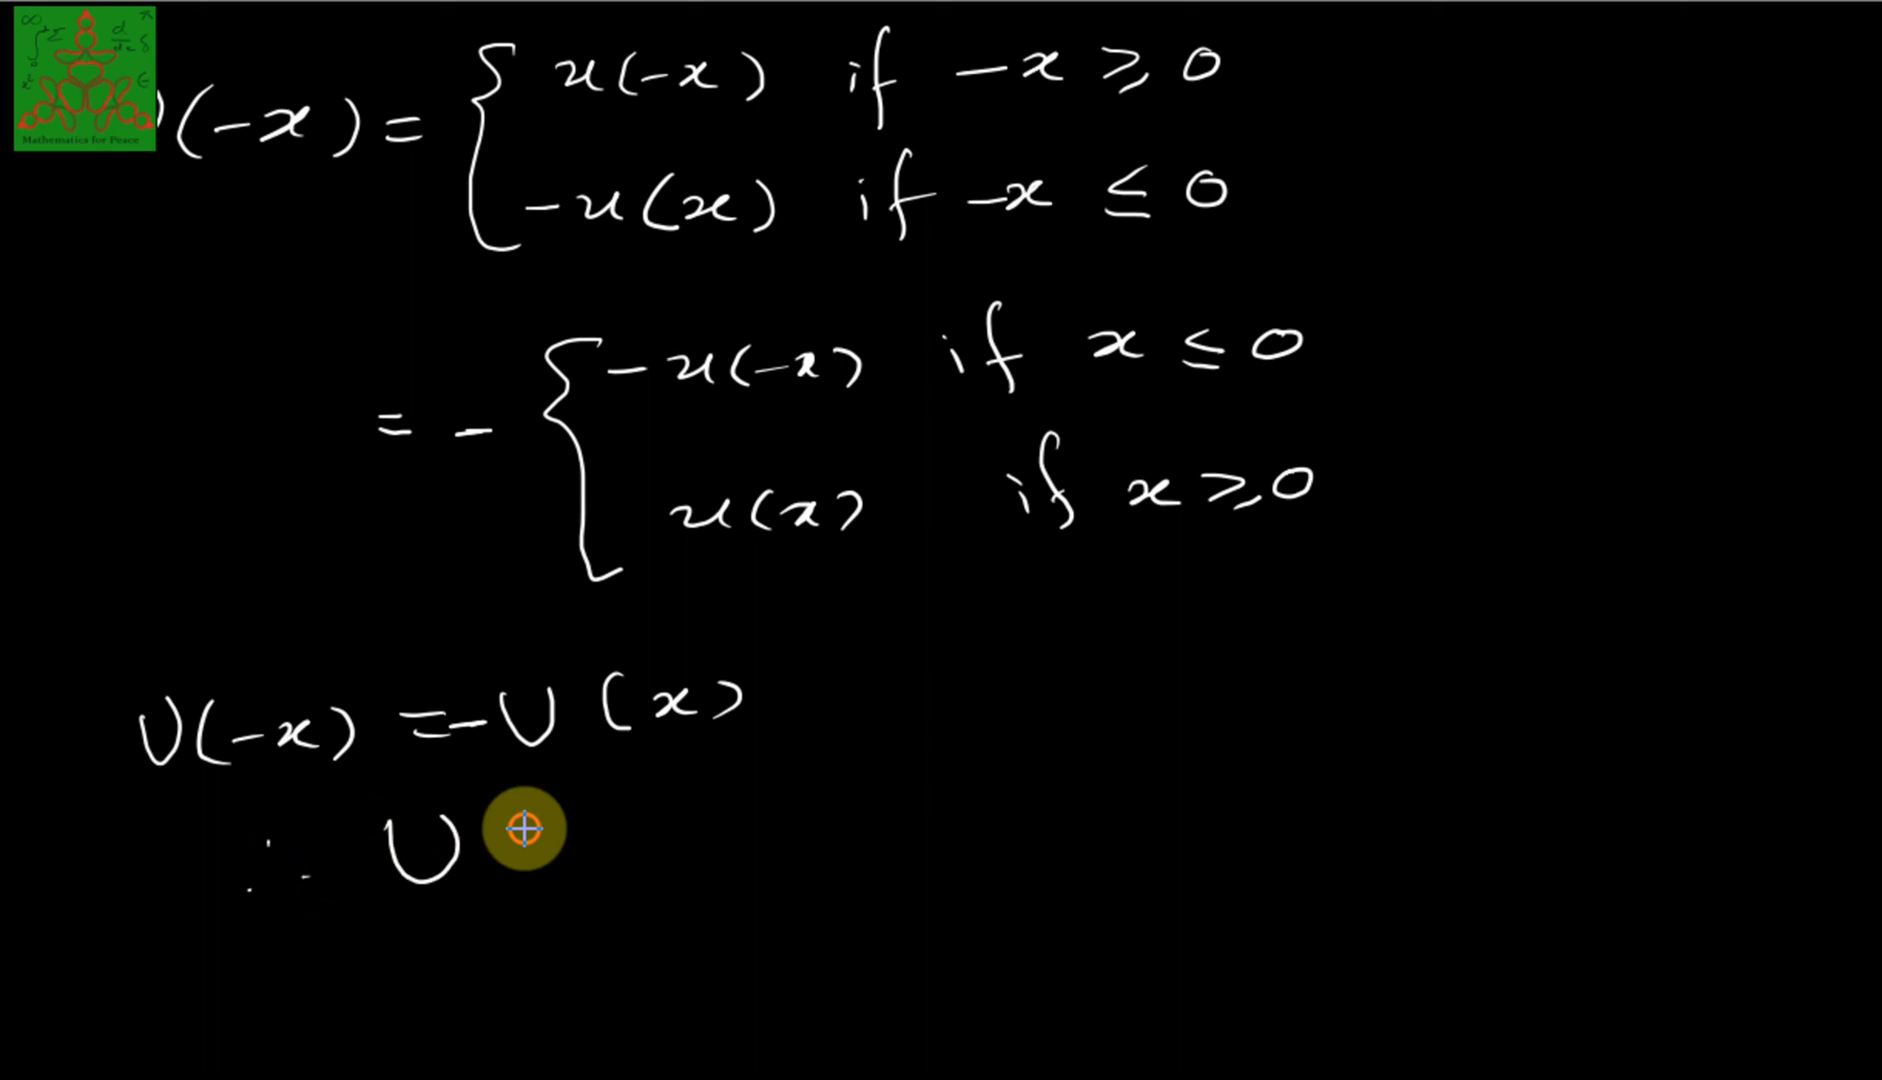 ∞
Mathematics for Peace
u(-x) if -x ≥ 0
(-x) =
-u(x) if -x ≤ 0
-u(-x) if x ≤ 0
= -
u(x) if x ≥ 0
U(-x) = -U(x)
∴ U